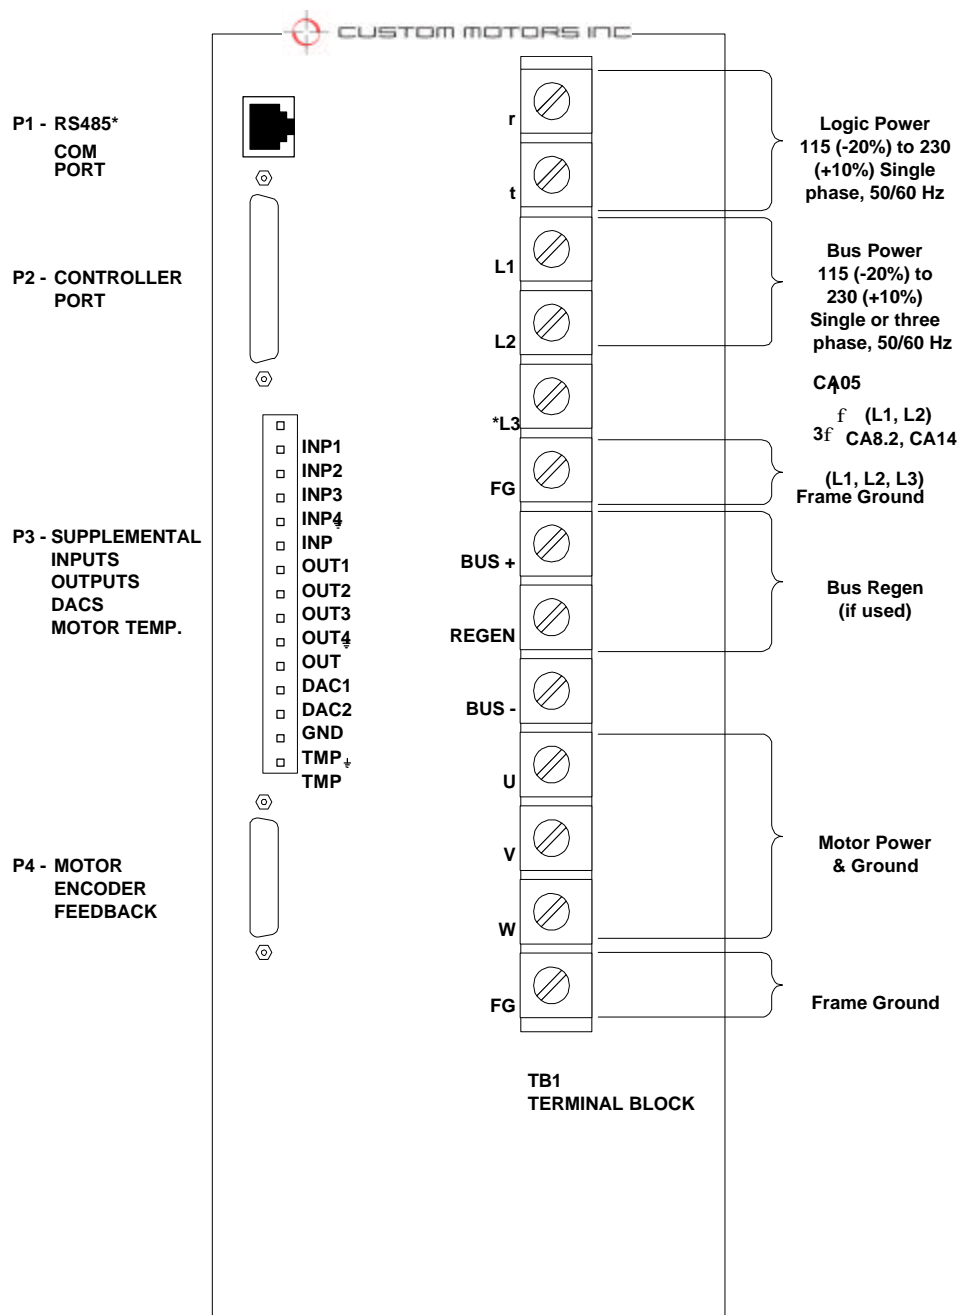 CUSTOM MOTORS INC
P1 - RS485*
COM
PORT
P2 - CONTROLLER
PORT
P3 - SUPPLEMENTAL
INPUTS
OUTPUTS
DACS
MOTOR TEMP.
P4 - MOTOR
ENCODER
FEEDBACK
INP1
INP2
INP3
INP4
INP
OUT1
OUT2
OUT3
OUT4
OUT
DAC1
DAC2
GND
TMP
TMP
r
t
L1
L2
*L3
FG
BUS +
REGEN
BUS -
U
V
W
FG
TB1
TERMINAL BLOCK
Logic Power
115 (-20%) to 230
(+10%) Single
phase, 50/60 Hz
Bus Power
115 (-20%) to
230 (+10%)
Single or three
phase, 50/60 Hz
CA05
f (L1, L2)
3f CA8.2, CA14
(L1, L2, L3)
Frame Ground
Bus Regen
(if used)
Motor Power
& Ground
Frame Ground